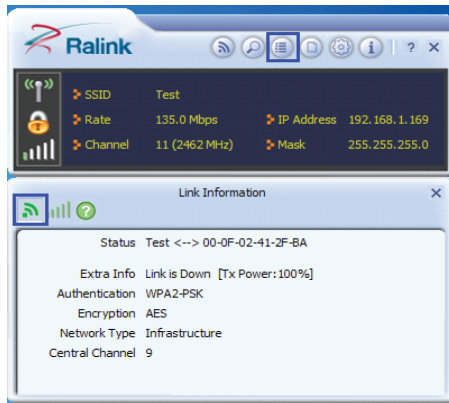 Ralink
i ? ×
SSID Test
Rate 135.0 Mbps IP Address 192.168.1.169
Channel 11 (2462 MHz) Mask 255.255.255.0
Link Information ×
?
Status Test <--> 00-0F-02-41-2F-BA
Extra Info Link is Down [Tx Power:100%]
Authentication WPA2-PSK
Encryption AES
Network Type Infrastructure
Central Channel 9